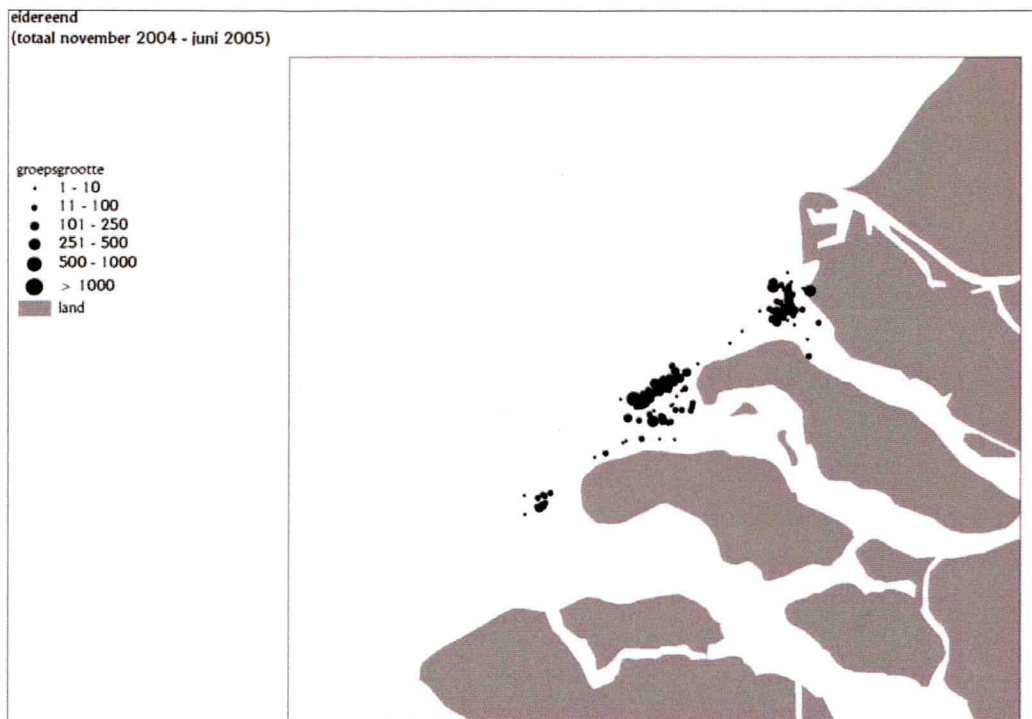 eidereend
(totaal november 2004 - juni 2005)
groepsgrootte
1 - 10
11 - 100
101 - 250
251 - 500
500 - 1000
> 1000
land